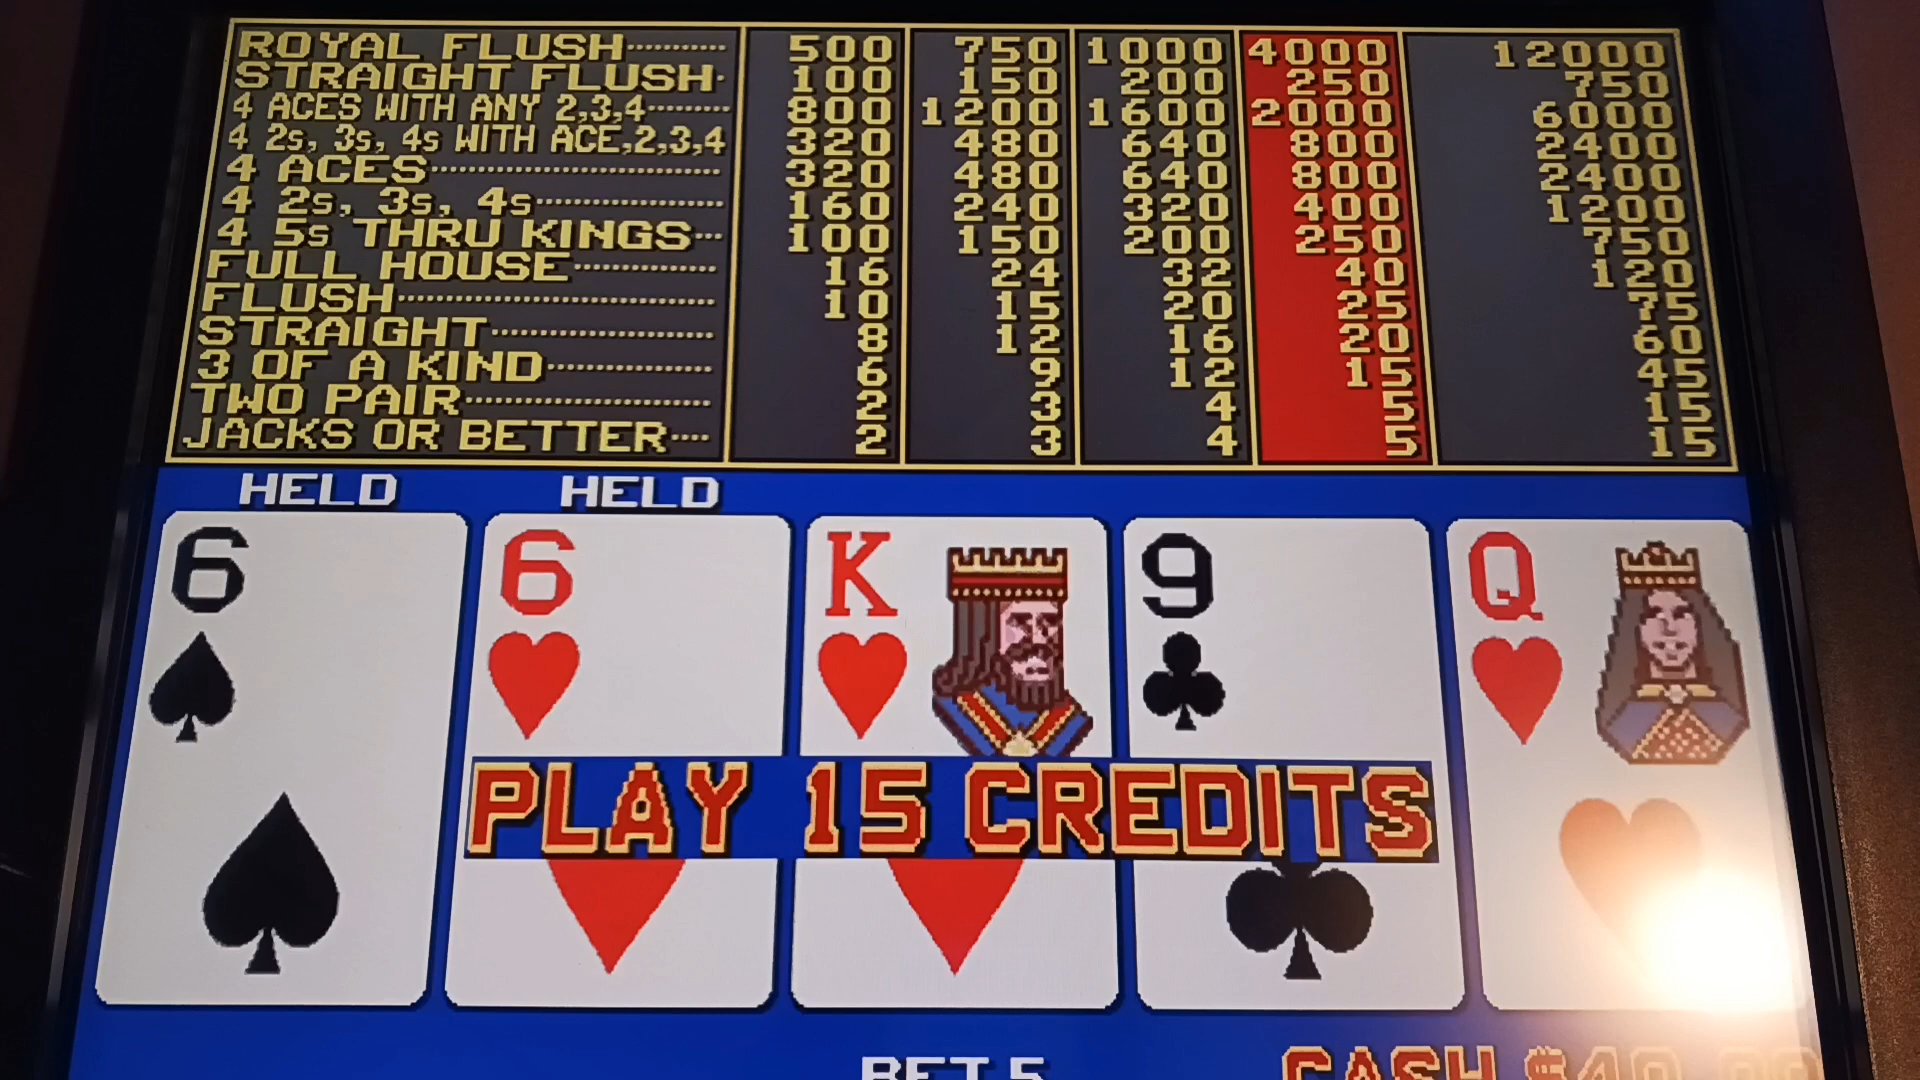 ROYAL FLUSH 500 750 1000 4000 12000
STRAIGHT FLUSH 100 150 200 250 750
4 ACES WITH ANY 2,3,4 800 1200 1600 2000 6000
4 2s, 3s, 4s WITH ACE,2,3,4 320 480 640 800 2400
4 ACES 320 480 640 800 2400
4 2s, 3s, 4s 160 240 320 400 1200
4 5s THRU KINGS 100 150 200 250 750
FULL HOUSE 16 24 32 40 120
FLUSH 10 15 20 25 75
STRAIGHT 8 12 16 20 60
3 OF A KIND 6 9 12 15 45
TWO PAIR 2 3 4 5 15
JACKS OR BETTER 2 3 4 5 15
HELD HELD
6 6 K 9 Q
PLAY 15 CREDITS
BET 5 CASH $40.00